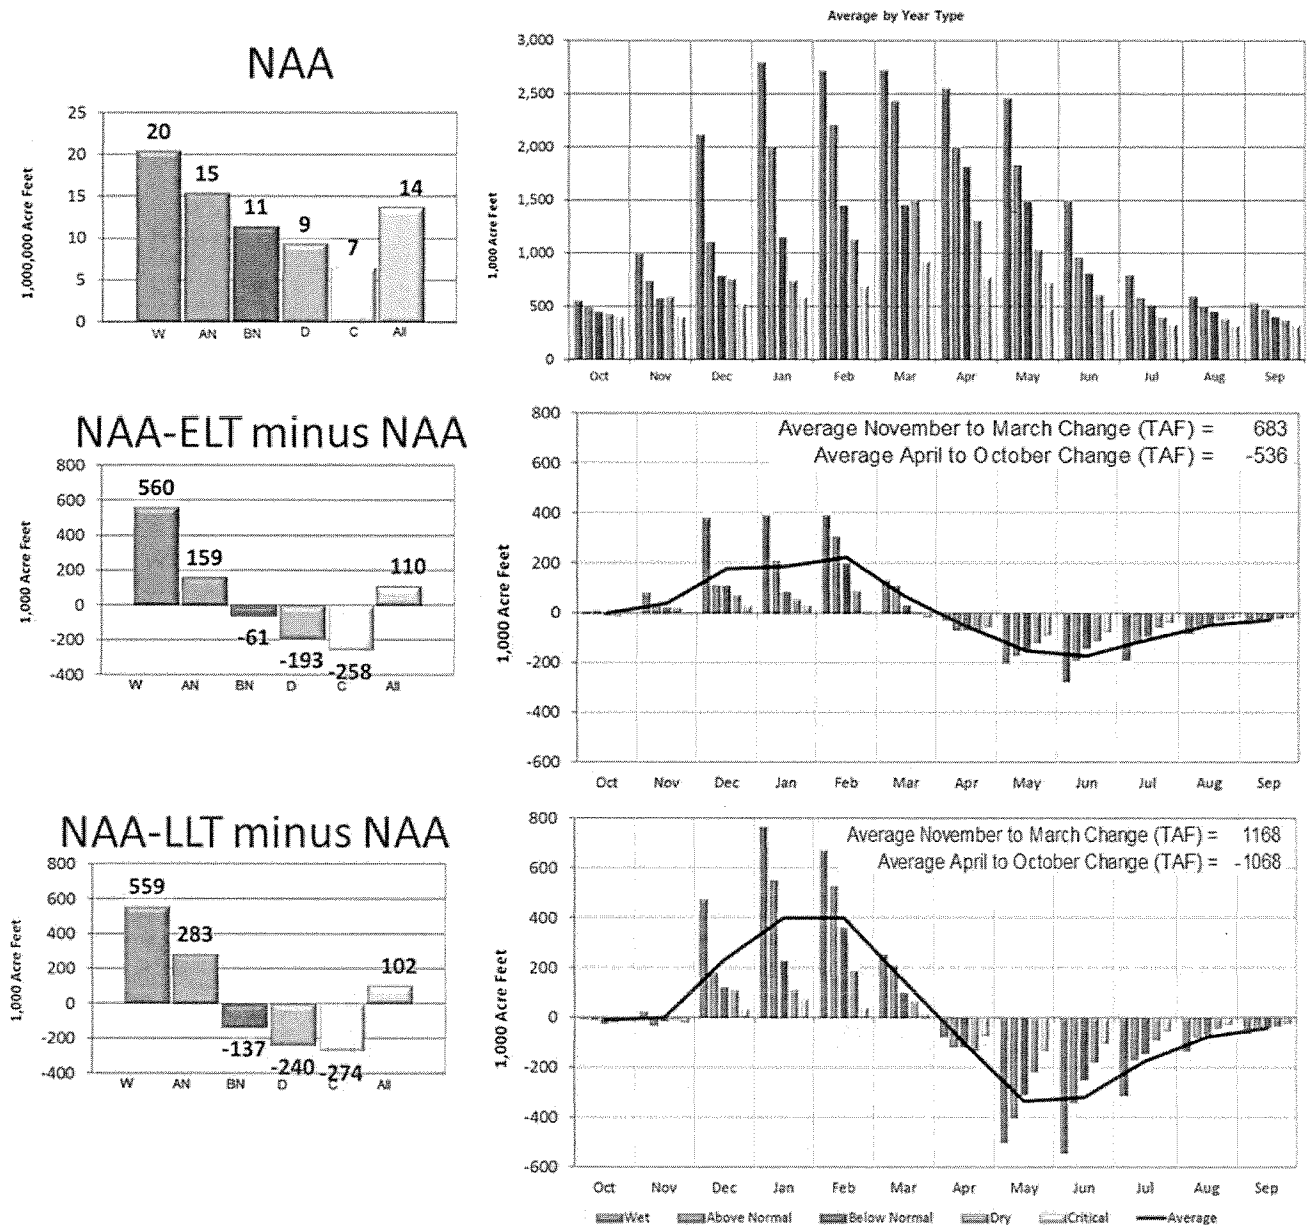 NAA
1,000,000 Acre Feet
25
20
15
10
5
0
20
15
11
9
7
14
W AN BN D C All
Average by Year Type
1,000 Acre Feet
3,000
2,500
2,000
1,500
1,000
500
0
Oct Nov Dec Jan Feb Mar Apr May Jun Jul Aug Sep
NAA-ELT minus NAA
1,000 Acre Feet
800
600
400
200
0
-200
-400
560
159
-61
-193
-258
110
W AN BN D C All
Average November to March Change (TAF) = 683
Average April to October Change (TAF) = -536
1,000 Acre Feet
800
600
400
200
0
-200
-400
-600
Oct Nov Dec Jan Feb Mar Apr May Jun Jul Aug Sep
NAA-LLT minus NAA
1,000 Acre Feet
800
600
400
200
0
-200
-400
559
283
-137
-240
-274
102
W AN BN D C All
Average November to March Change (TAF) = 1168
Average April to October Change (TAF) = -1068
1,000 Acre Feet
800
600
400
200
0
-200
-400
-600
Oct Nov Dec Jan Feb Mar Apr May Jun Jul Aug Sep
Wet Above Normal Below Normal Dry Critical Average